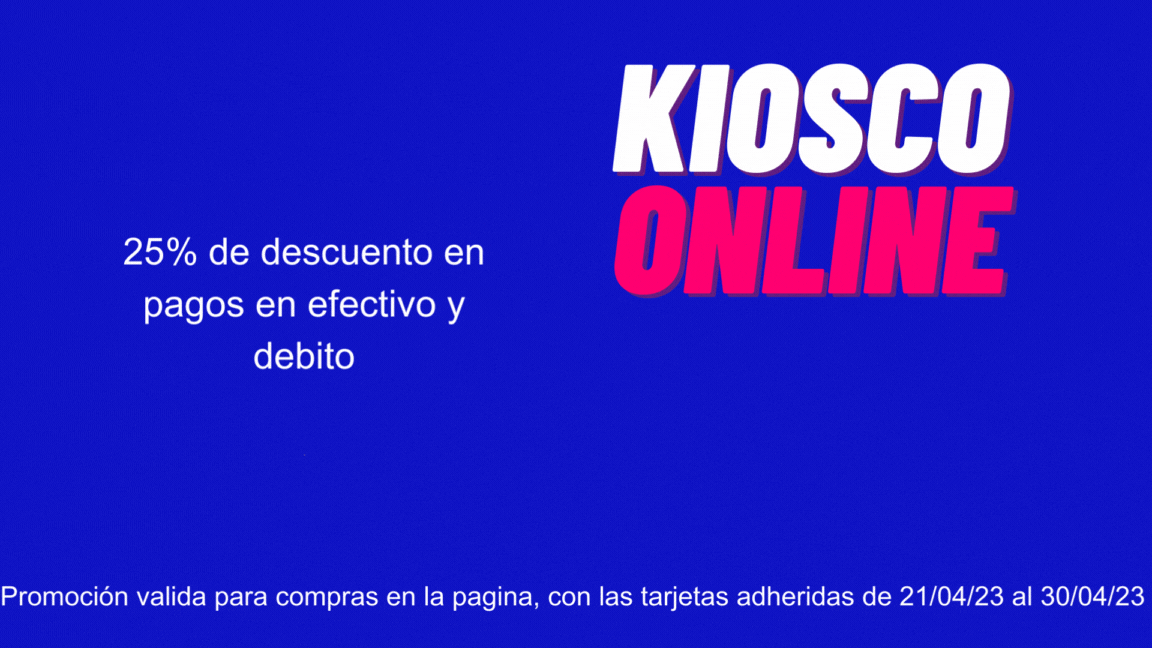 KIOSCO
ONLINE
25% de descuento en
pagos en efectivo y
debito
Promoción valida para compras en la pagina, con las tarjetas adheridas de 21/04/23 al 30/04/23